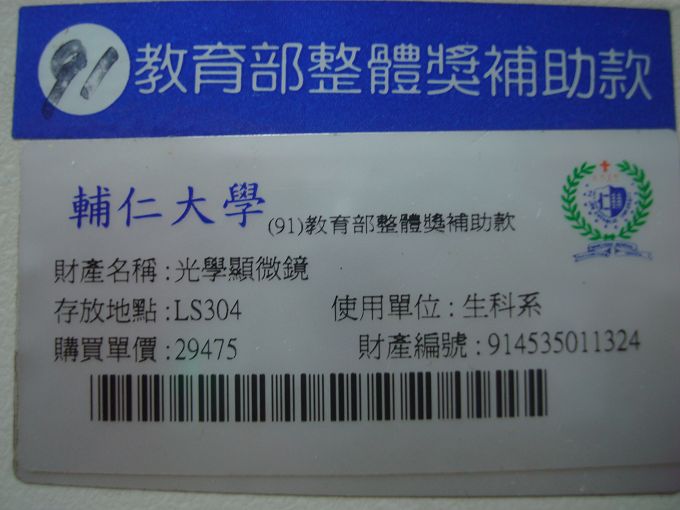 91 教育部整體獎補助款
輔仁大學 (91)教育部整體獎補助款
財產名稱:光學顯微鏡
存放地點:LS304 使用單位:生科系
購買單價:29475 財產編號:914535011324